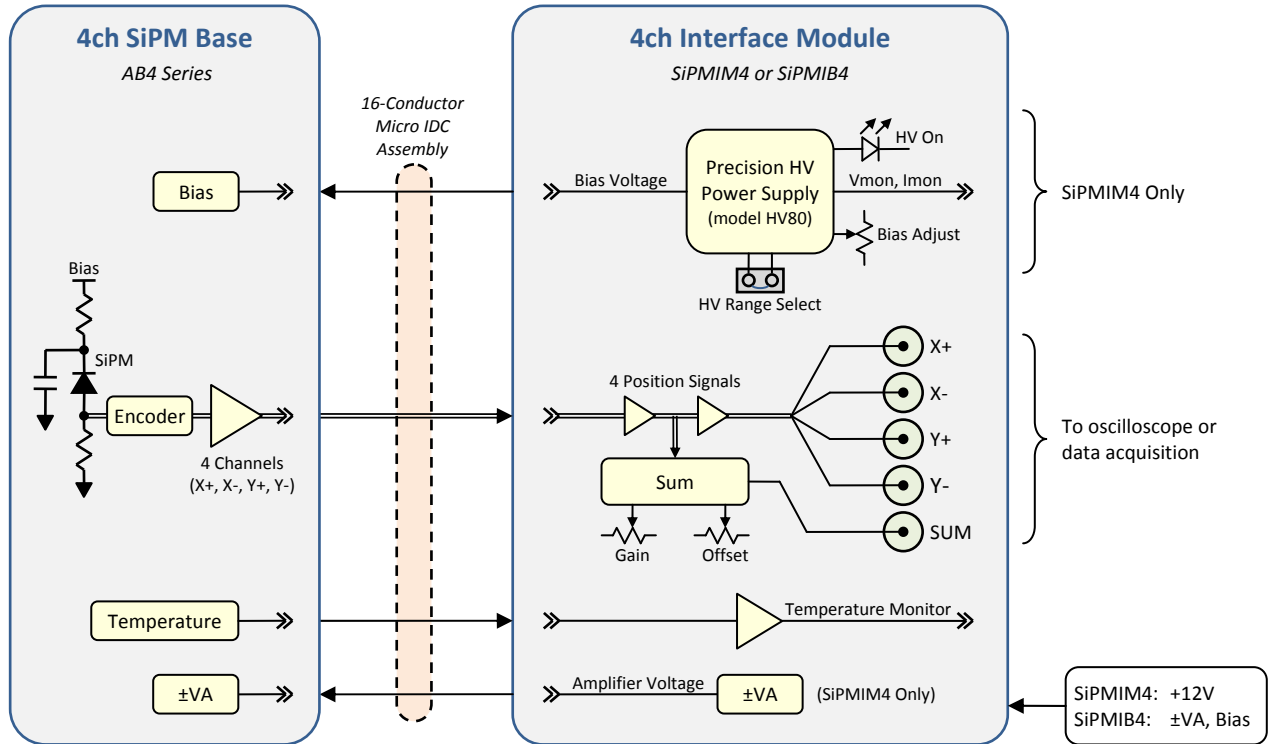 4ch SiPM Base
AB4 Series
4ch Interface Module
SiPMIM4 or SiPMIB4
16-Conductor
Micro IDC
Assembly
Bias
Bias Voltage
Precision HV
Power Supply
(model HV80)
HV On
Vmon, Imon
Bias Adjust
HV Range Select
SiPMIM4 Only
Bias
SiPM
Encoder
4 Channels
(X+, X-, Y+, Y-)
4 Position Signals
Sum
Gain
Offset
X+
X-
Y+
Y-
SUM
To oscilloscope or
data acquisition
Temperature
Temperature Monitor
±VA
Amplifier Voltage
±VA
(SiPMIM4 Only)
SiPMIM4: +12V
SiPMIB4: ±VA, Bias